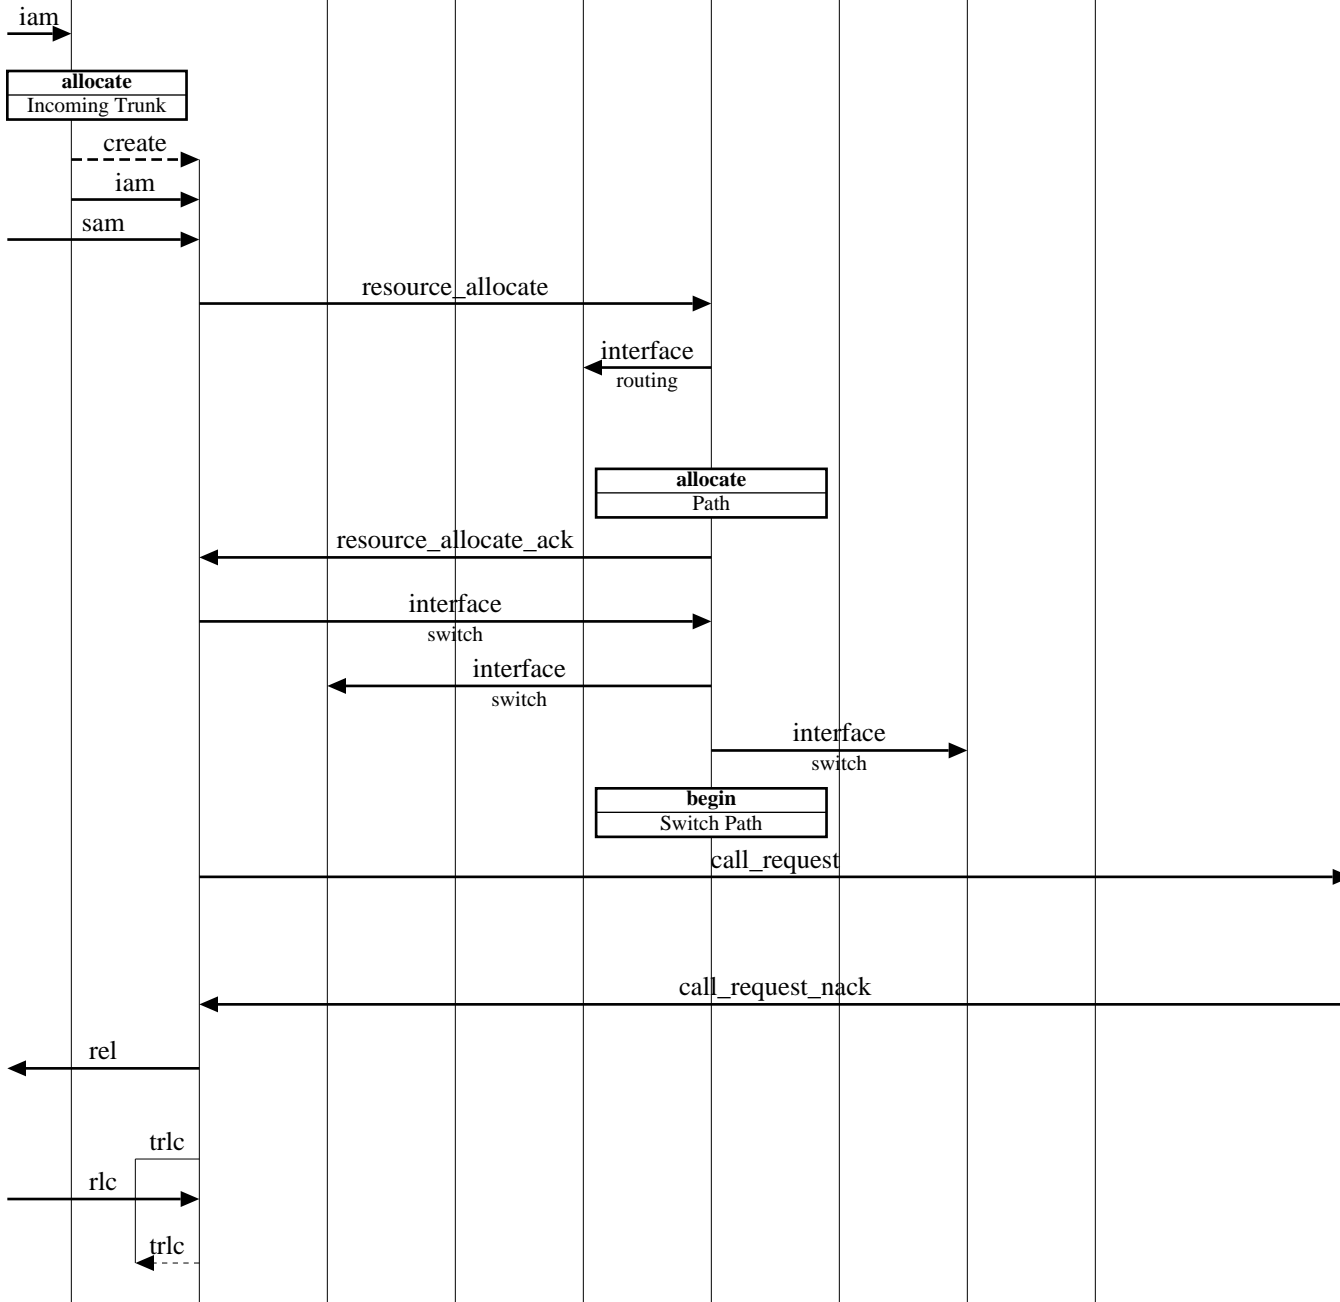 iam
allocate
Incoming Trunk
create
iam
sam
resource_allocate
interface
routing
allocate
Path
resource_allocate_ack
interface
switch
interface
switch
interface
switch
begin
Switch Path
call_request
call_request_nack
rel
trlc
rlc
trlc